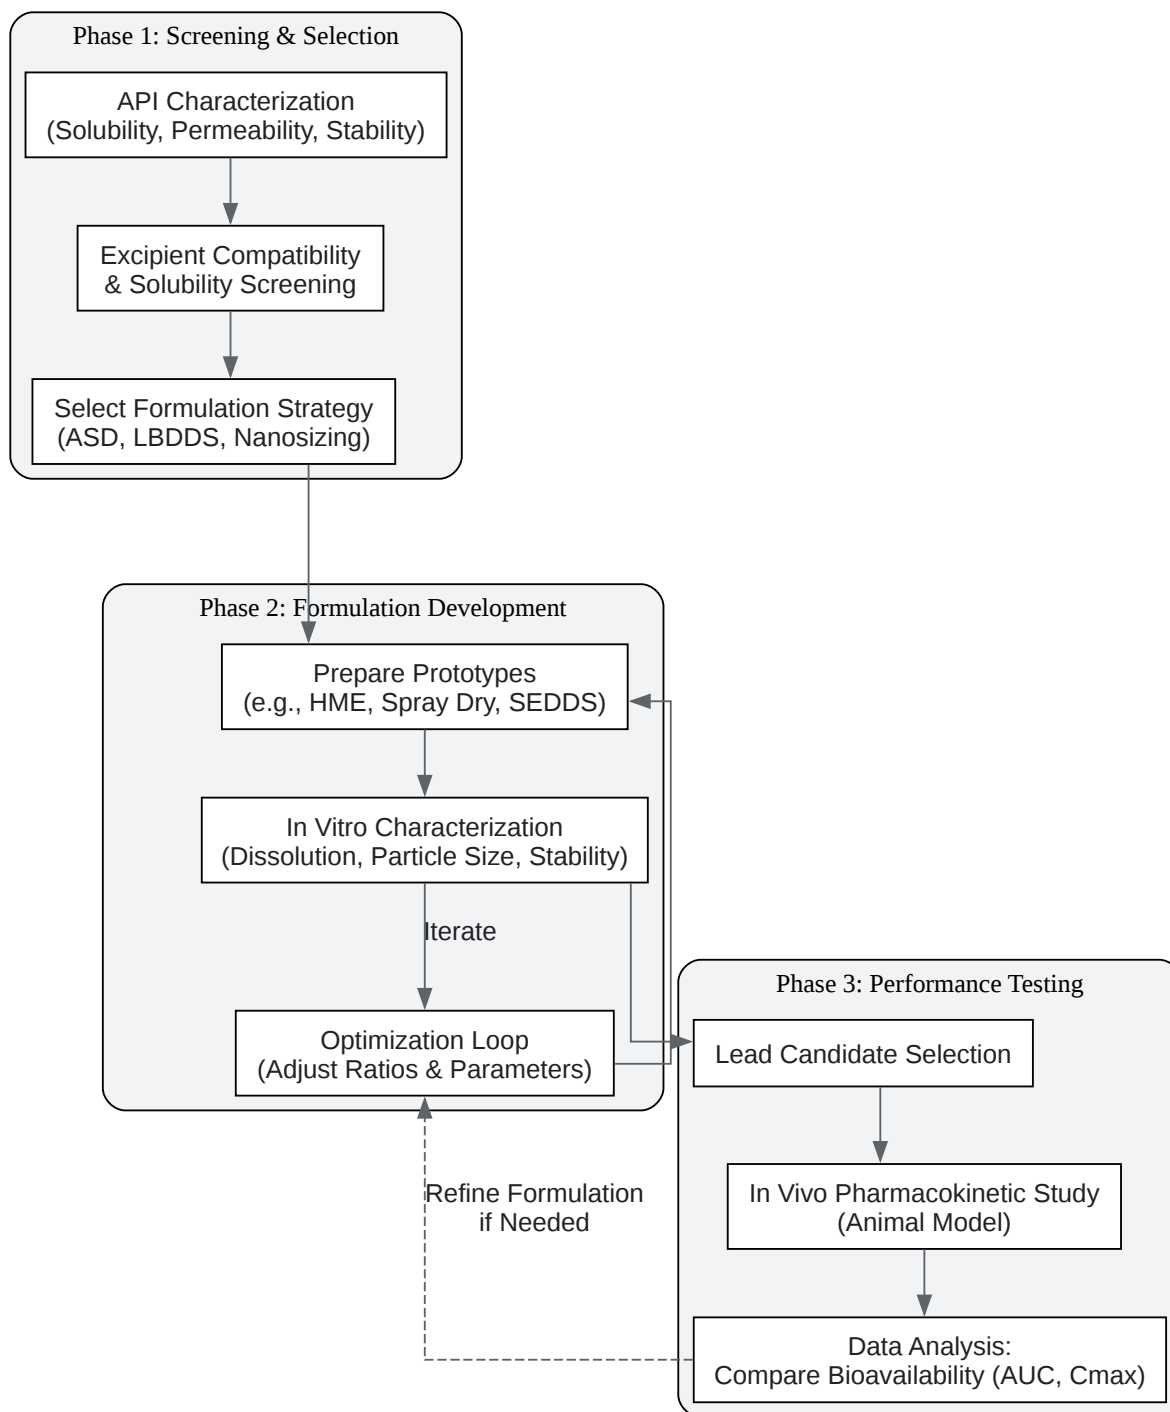 Phase 1: Screening & Selection
API Characterization
(Solubility, Permeability, Stability)
Excipient Compatibility
& Solubility Screening
Select Formulation Strategy
(ASD, LBDDS, Nanosizing)
Phase 2: Formulation Development
Prepare Prototypes
(e.g., HME, Spray Dry, SEDDS)
In Vitro Characterization
(Dissolution, Particle Size, Stability)
Iterate
Optimization Loop
(Adjust Ratios & Parameters)
Refine Formulation
if Needed
Phase 3: Performance Testing
Lead Candidate Selection
In Vivo Pharmacokinetic Study
(Animal Model)
Data Analysis:
Compare Bioavailability (AUC, Cmax)